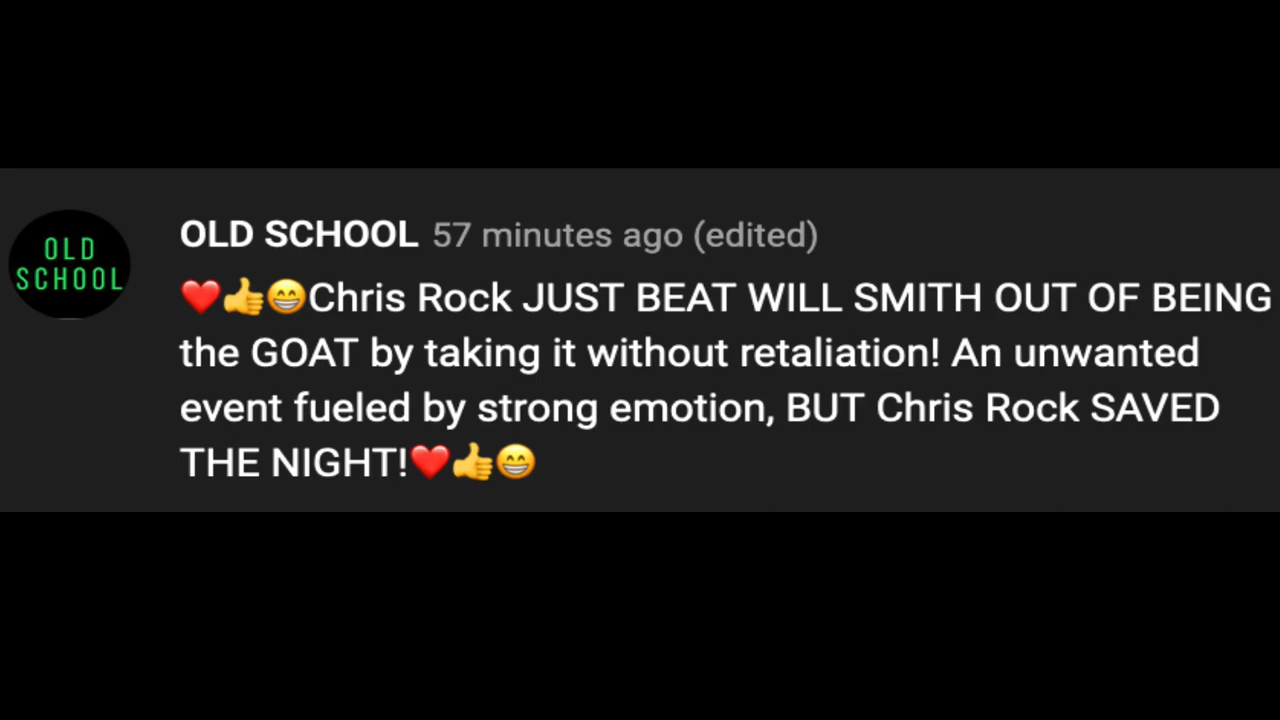 OLD
SCHOOL
OLD SCHOOL 57 minutes ago (edited)
❤️👍😁Chris Rock JUST BEAT WILL SMITH OUT OF BEING
the GOAT by taking it without retaliation! An unwanted
event fueled by strong emotion, BUT Chris Rock SAVED
THE NIGHT!❤️👍😁